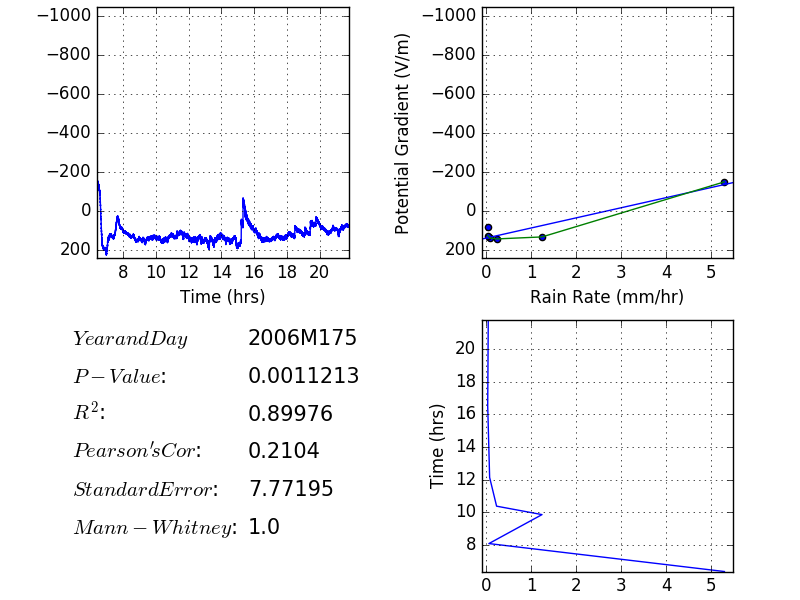 −1000
−800
−600
−400
−200
0
200
8 10 12 14 16 18 20
Time (hrs)
Potential Gradient (V/m)
−1000
−800
−600
−400
−200
0
200
0 1 2 3 4 5
Rain Rate (mm/hr)
YearandDay 2006M175
P−Value: 0.0011213
R²: 0.89976
Pearson'sCor: 0.2104
StandardError: 7.77195
Mann−Whitney: 1.0
Time (hrs)
20
18
16
14
12
10
8
0 1 2 3 4 5